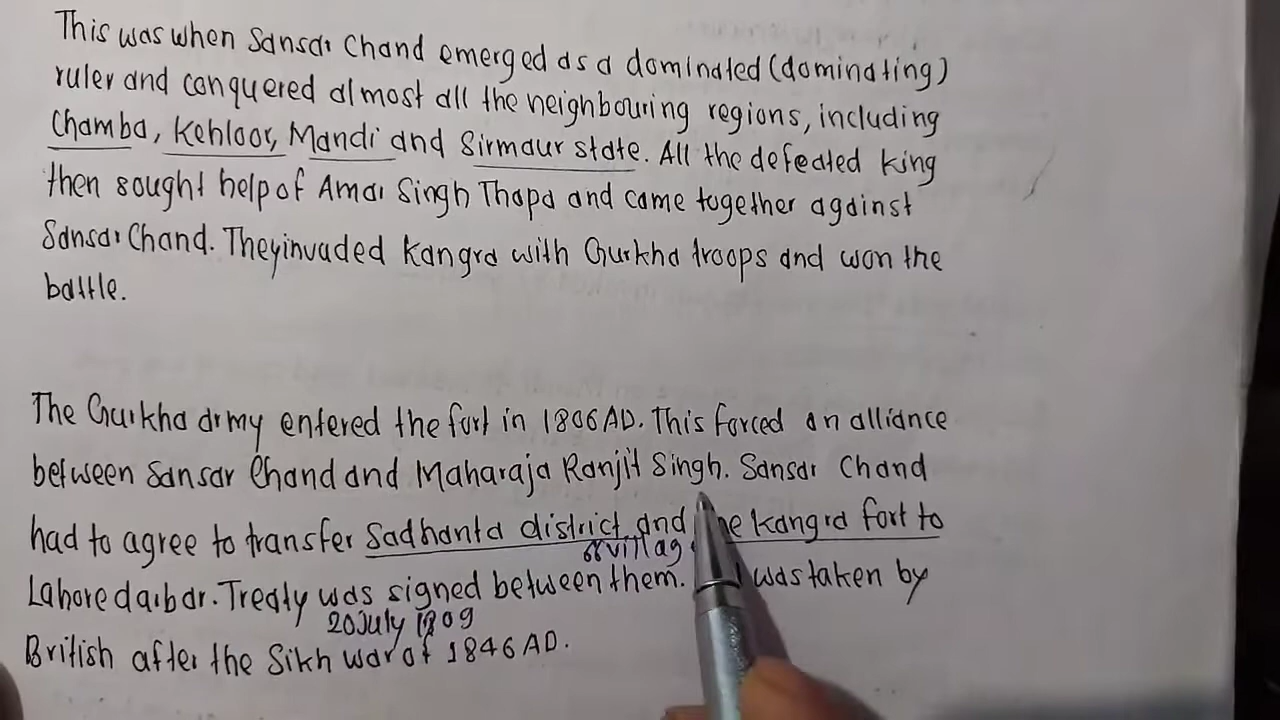 This was when Sansar Chand emerged as a dominated (dominating)
ruler and conquered almost all the neighbouring regions, including
Chamba, Kehloor, Mandi and Sirmaur state. All the defeated king
then sought help of Amar Singh Thapa and came together against
Sansar Chand. They invaded Kangra with Gurkha troops and won the
battle.
The Gurkha army entered the fort in 1806 AD. This forced an alliance
between Sansar Chand and Maharaja Ranjit Singh. Sansar Chand
had to agree to transfer Sadhanta district and Kangra fort to
Lahore darbar. Treaty was signed between them. was taken by
20 July 1809
British after the Sikh war of 1846 AD.